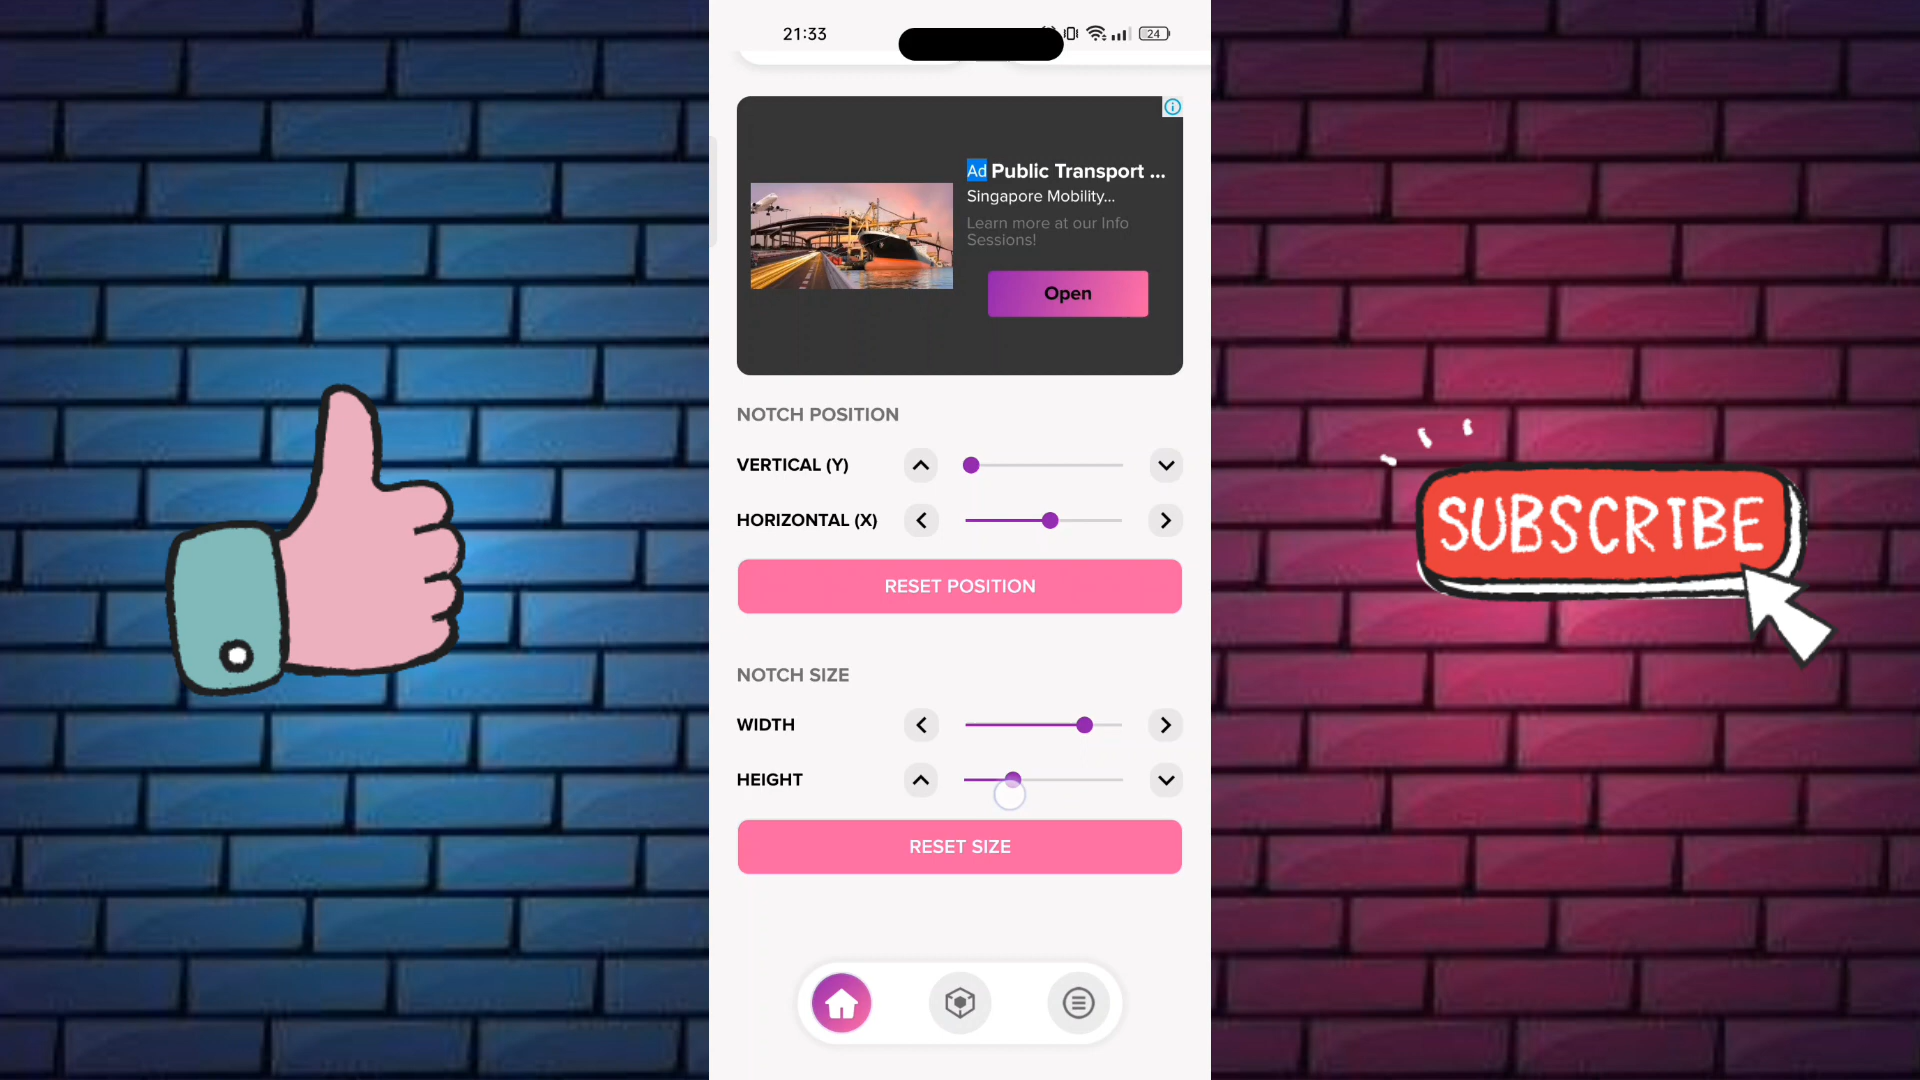 21:33
24
Ad Public Transport ...
Singapore Mobility...
Learn more at our Info
Sessions!
Open
NOTCH POSITION
VERTICAL (Y)
HORIZONTAL (X)
RESET POSITION
SUBSCRIBE
NOTCH SIZE
WIDTH
HEIGHT
RESET SIZE